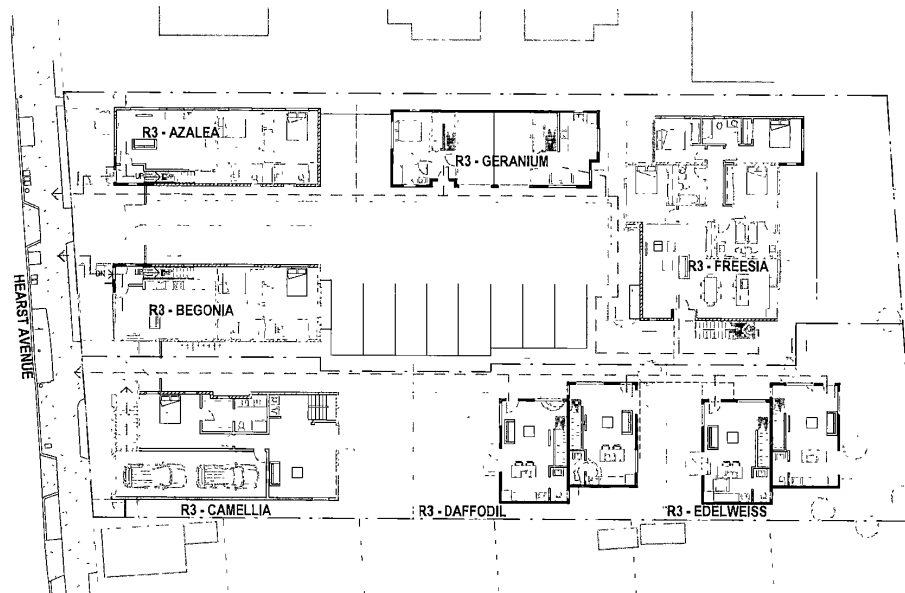 R3 - AZALEA
R3 - GERANIUM
R3 - FREESIA
R3 - BEGONIA
HEARST AVENUE
R3 - CAMELLIA
R3 - DAFFODIL
R3 - EDELWEISS